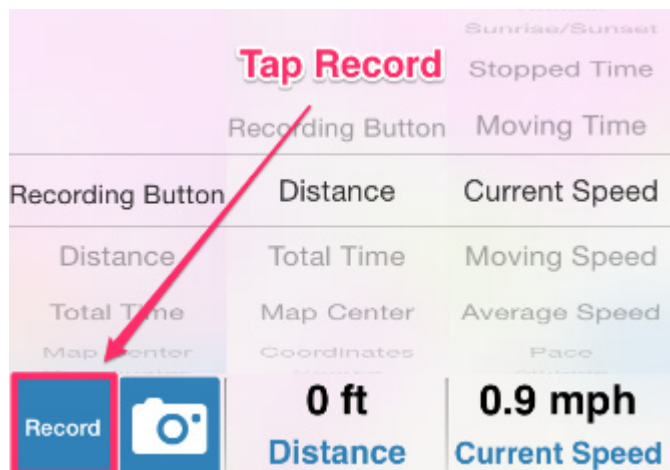 Sunrise/Sunset
Tap Record Stopped Time
Recording Button Moving Time
Recording Button Distance Current Speed
Distance Total Time Moving Speed
Total Time Map Center Average Speed
Map Center Coordinates Pace
Record 0 ft 0.9 mph
Distance Current Speed